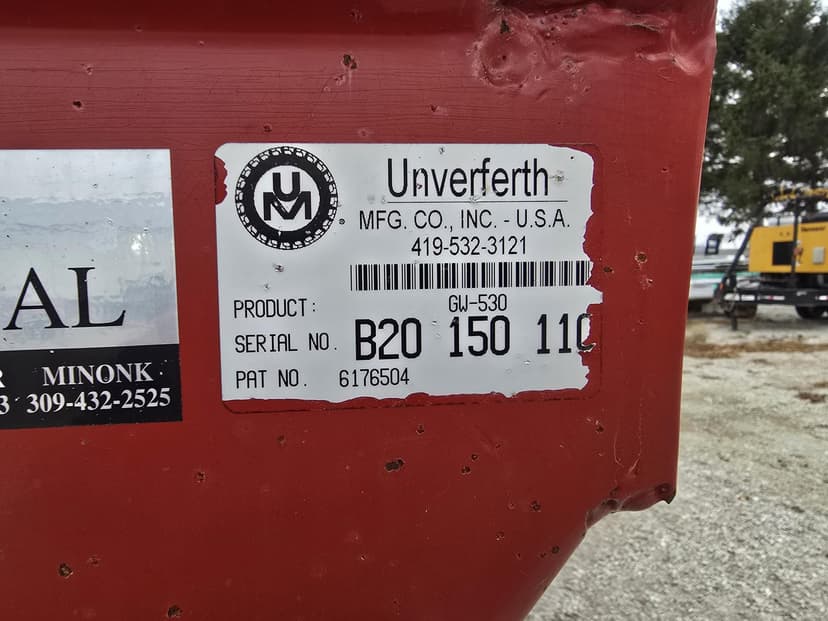 UM
Unverferth
MFG. CO., INC. - U.S.A.
419-532-3121
PRODUCT: GW-530
SERIAL NO. B20 150
PAT NO. 6176504
AL
R MINONK
3 309-432-2525